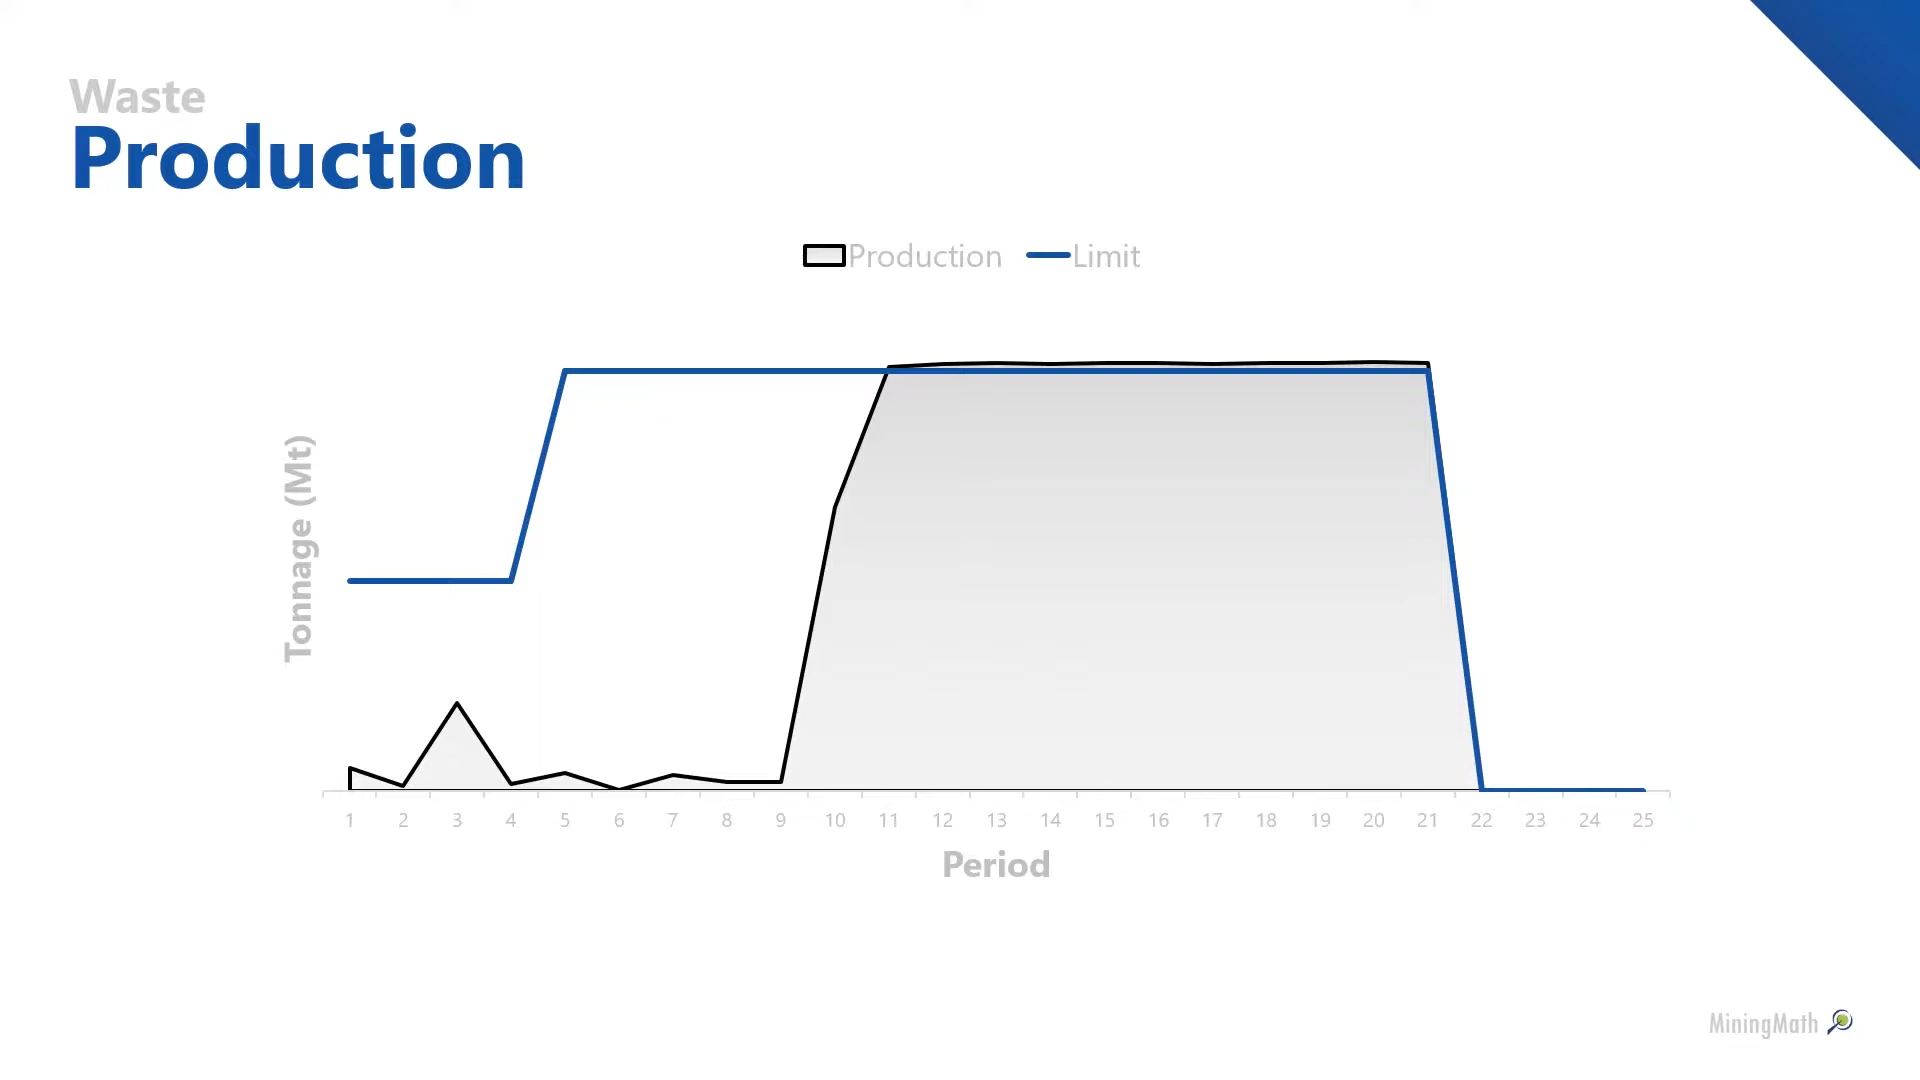 Waste
Production
Production Limit
Tonnage (Mt)
1 2 3 4 5 6 7 8 9 10 11 12 13 14 15 16 17 18 19 20 21 22 23 24 25
Period
MiningMath